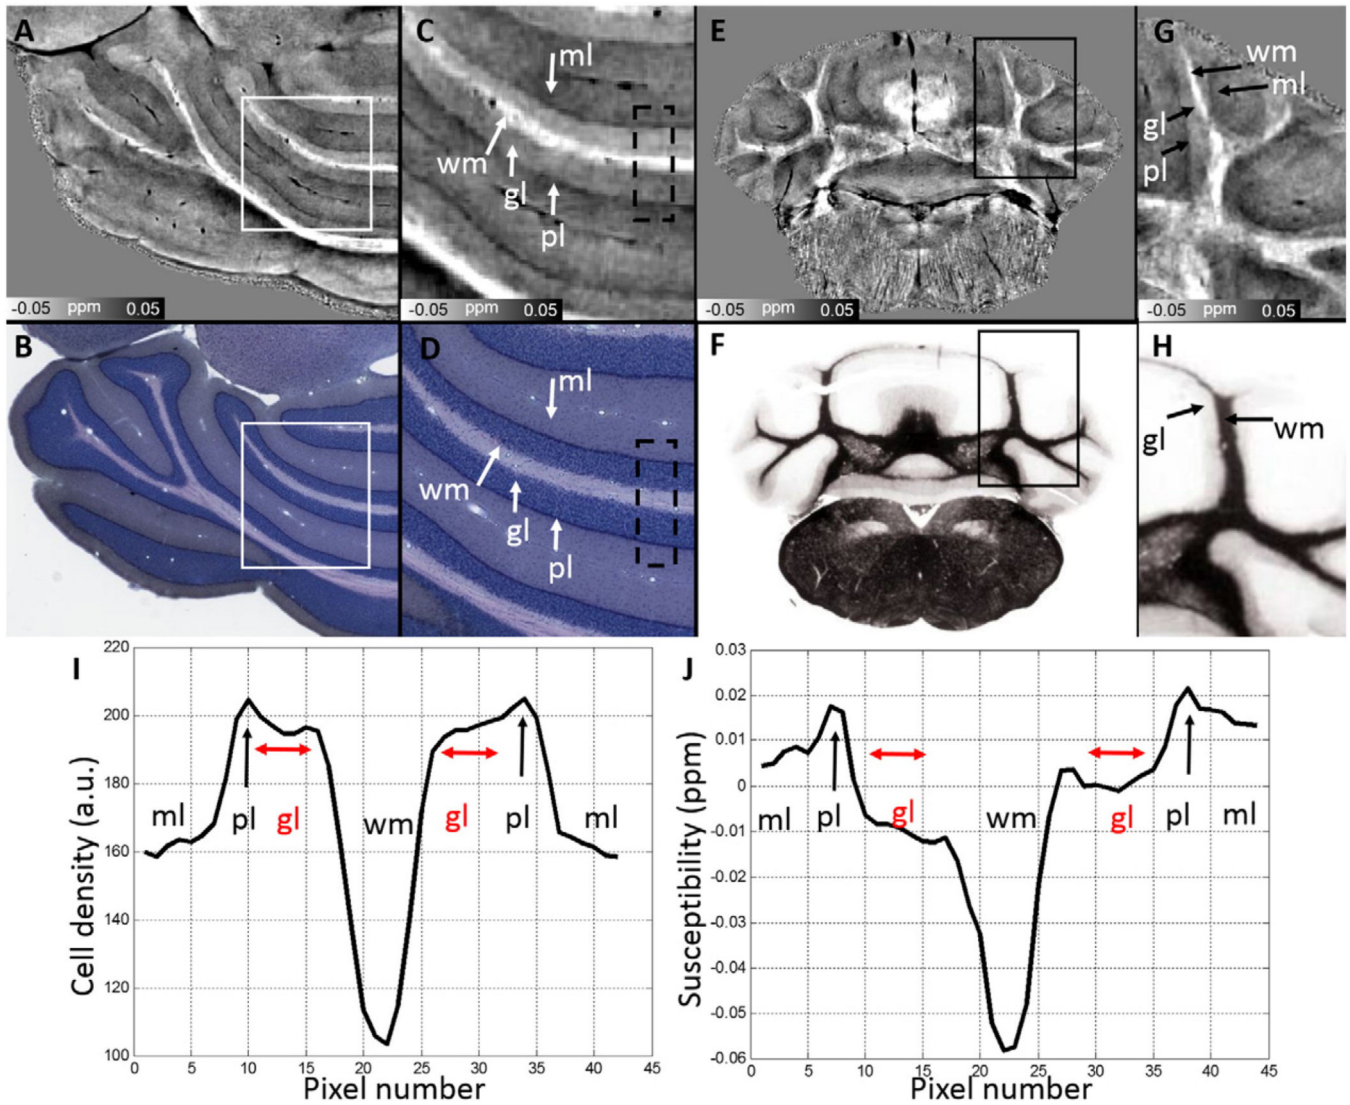 A
C
ml
wm
gl
pl
E
G
wm
ml
gl
pl
-0.05 ppm 0.05
-0.05 ppm 0.05
-0.05 ppm 0.05
-0.05 ppm 0.05
B
D
ml
wm
gl
pl
F
H
gl
wm
I
220
200
180
160
140
120
100
0 5 10 15 20 25 30 35 40 45
Cell density (a.u.)
Pixel number
ml
pl
gl
wm
gl
pl
ml
J
0.03
0.02
0.01
0
-0.01
-0.02
-0.03
-0.04
-0.05
-0.06
0 5 10 15 20 25 30 35 40 45
Susceptibility (ppm)
Pixel number
ml
pl
gl
wm
gl
pl
ml